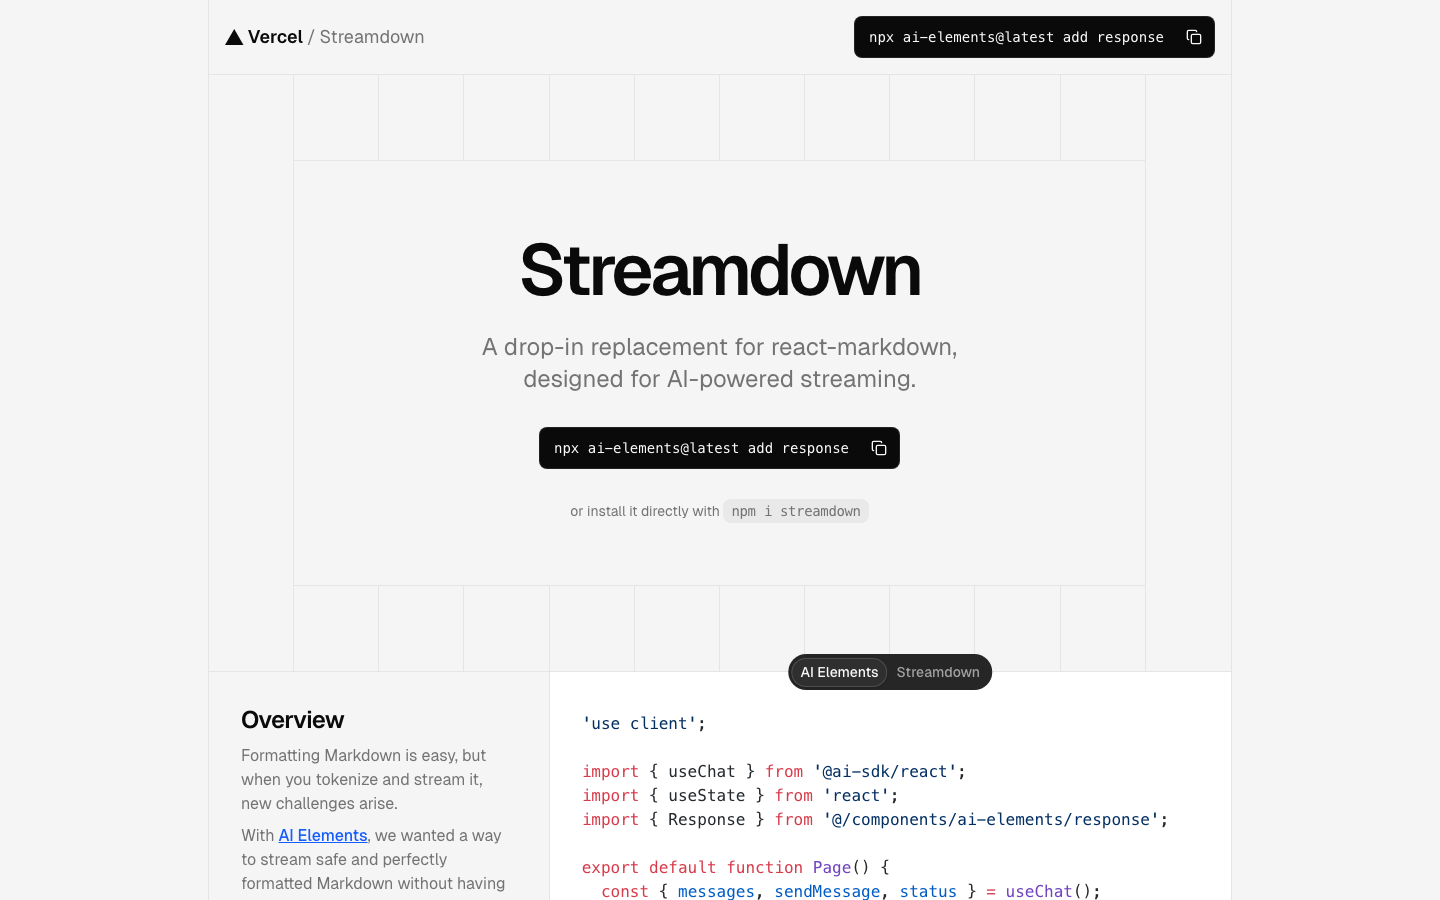 Vercel / Streamdown
npx ai-elements@latest add response
Streamdown
A drop-in replacement for react-markdown,
designed for AI-powered streaming.
npx ai-elements@latest add response
or install it directly with npm i streamdown
AI Elements Streamdown
Overview
Formatting Markdown is easy, but
when you tokenize and stream it,
new challenges arise.
With AI Elements, we wanted a way
to stream safe and perfectly
formatted Markdown without having
'use client';
import { useChat } from '@ai-sdk/react';
import { useState } from 'react';
import { Response } from '@/components/ai-elements/response';
export default function Page() {
  const { messages, sendMessage, status } = useChat();